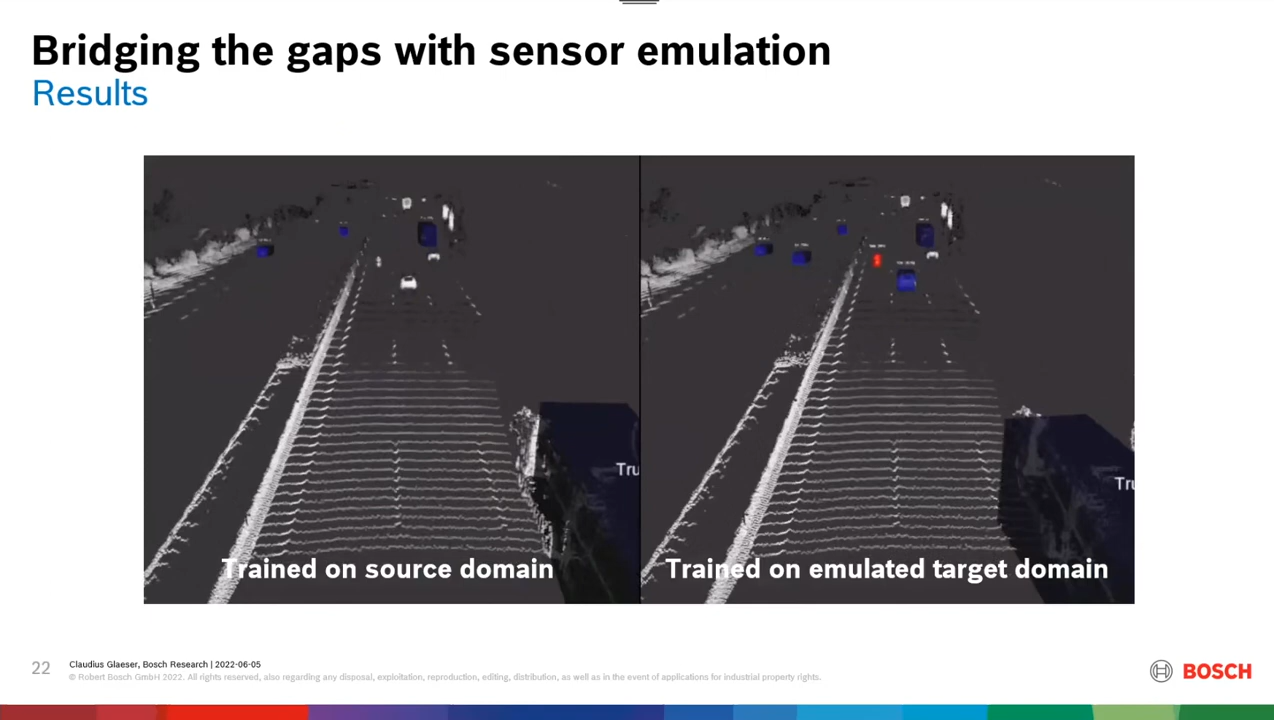 Bridging the gaps with sensor emulation
Results
Tru
Tru
Trained on source domain
Trained on emulated target domain
22
Claudius Glaeser, Bosch Research | 2022-06-05
© Robert Bosch GmbH 2022. All rights reserved, also regarding any disposal, exploitation, reproduction, editing, distribution, as well as in the event of applications for industrial property rights.
BOSCH